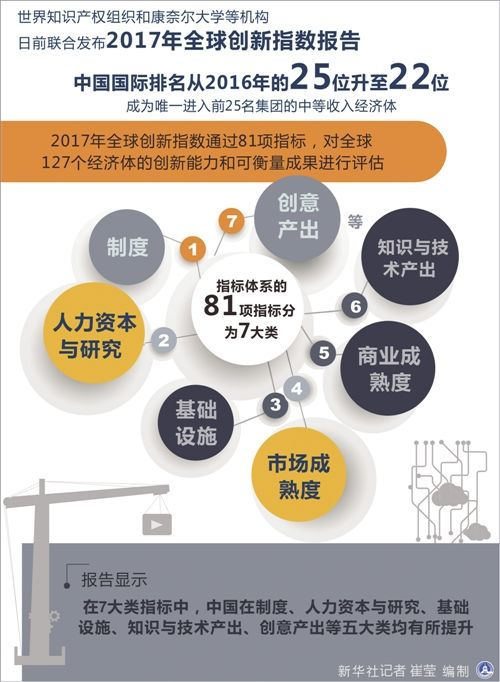 世界知识产权组织和康奈尔大学等机构
日前联合发布2017年全球创新指数报告
中国国际排名从2016年的25位升至22位
成为唯一进入前25名集团的中等收入经济体
2017年全球创新指数通过81项指标，对全球
127个经济体的创新能力和可衡量成果进行评估
指标体系的
81项指标分
为7大类
1
制度
2
人力资本
与研究
3
基础
设施
4
市场成
熟度
5
商业成
熟度
6
知识与技
术产出
7
创意
产出
等
报告显示
在7大类指标中，中国在制度、人力资本与研究、基础
设施、知识与技术产出、创意产出等五大类均有所提升
新华社记者 崔莹 编制